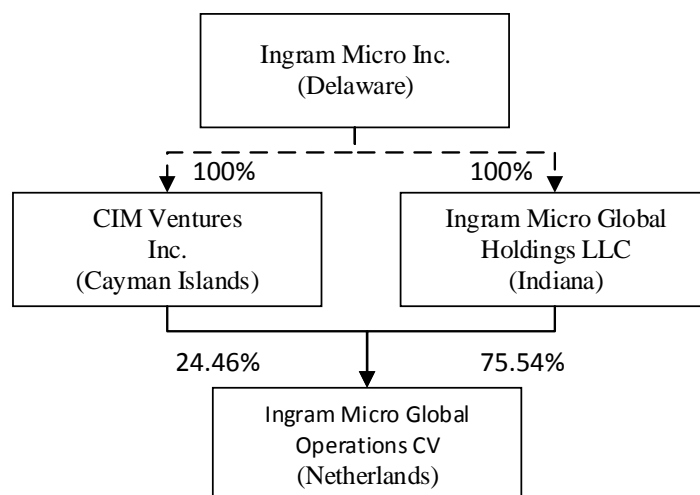 Ingram Micro Inc.
(Delaware)
100%
100%
CIM Ventures
Inc.
(Cayman Islands)
Ingram Micro Global
Holdings LLC
(Indiana)
24.46%
75.54%
Ingram Micro Global
Operations CV
(Netherlands)